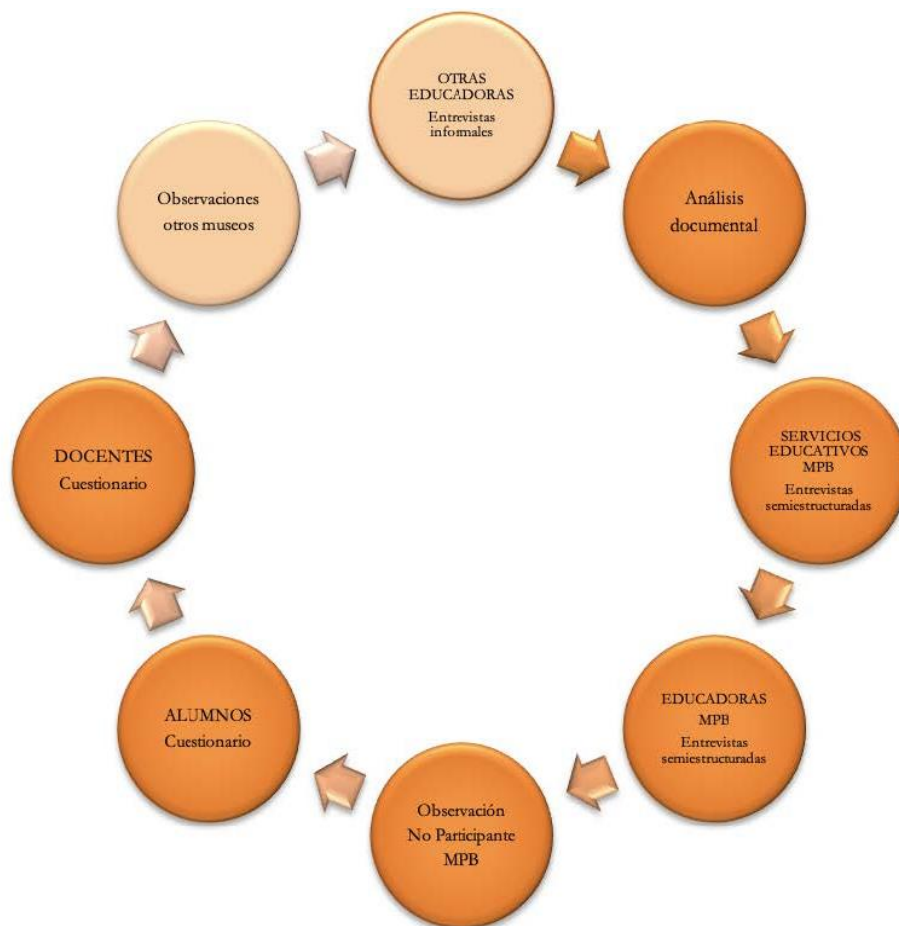 OTRAS
EDUCADORAS
Entrevistas
informales
Análisis
documental
SERVICIOS
EDUCATIVOS
MPB
Entrevistas
semiestructuradas
EDUCADORAS
MPB
Entrevistas
semiestructuradas
Observación
No Participante
MPB
ALUMNOS
Cuestionario
DOCENTES
Cuestionario
Observaciones
otros museos